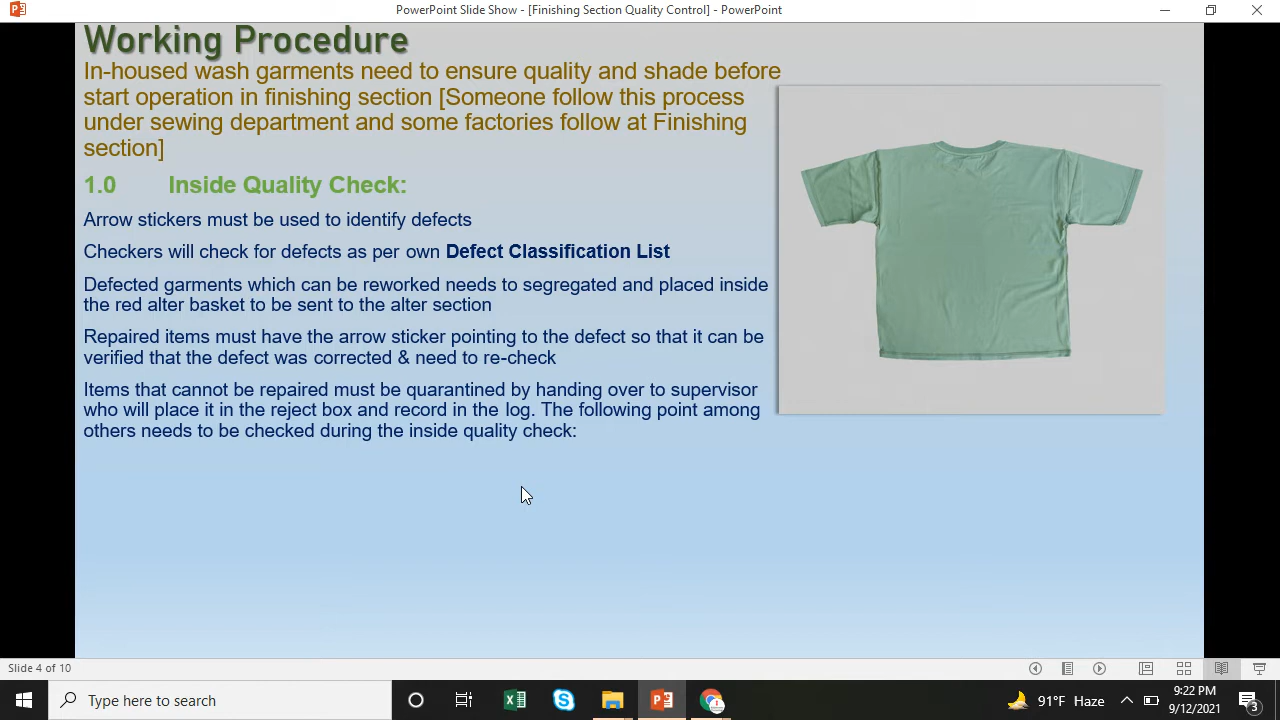 PowerPoint Slide Show - [Finishing Section Quality Control] - PowerPoint
Working Procedure
In-housed wash garments need to ensure quality and shade before
start operation in finishing section [Someone follow this process
under sewing department and some factories follow at Finishing
section]
1.0 Inside Quality Check:
Arrow stickers must be used to identify defects
Checkers will check for defects as per own Defect Classification List
Defected garments which can be reworked needs to segregated and placed inside
the red alter basket to be sent to the alter section
Repaired items must have the arrow sticker pointing to the defect so that it can be
verified that the defect was corrected & need to re-check
Items that cannot be repaired must be quarantined by handing over to supervisor
who will place it in the reject box and record in the log. The following point among
others needs to be checked during the inside quality check:
Slide 4 of 10
Type here to search
91°F Haze
9:22 PM
9/12/2021
3